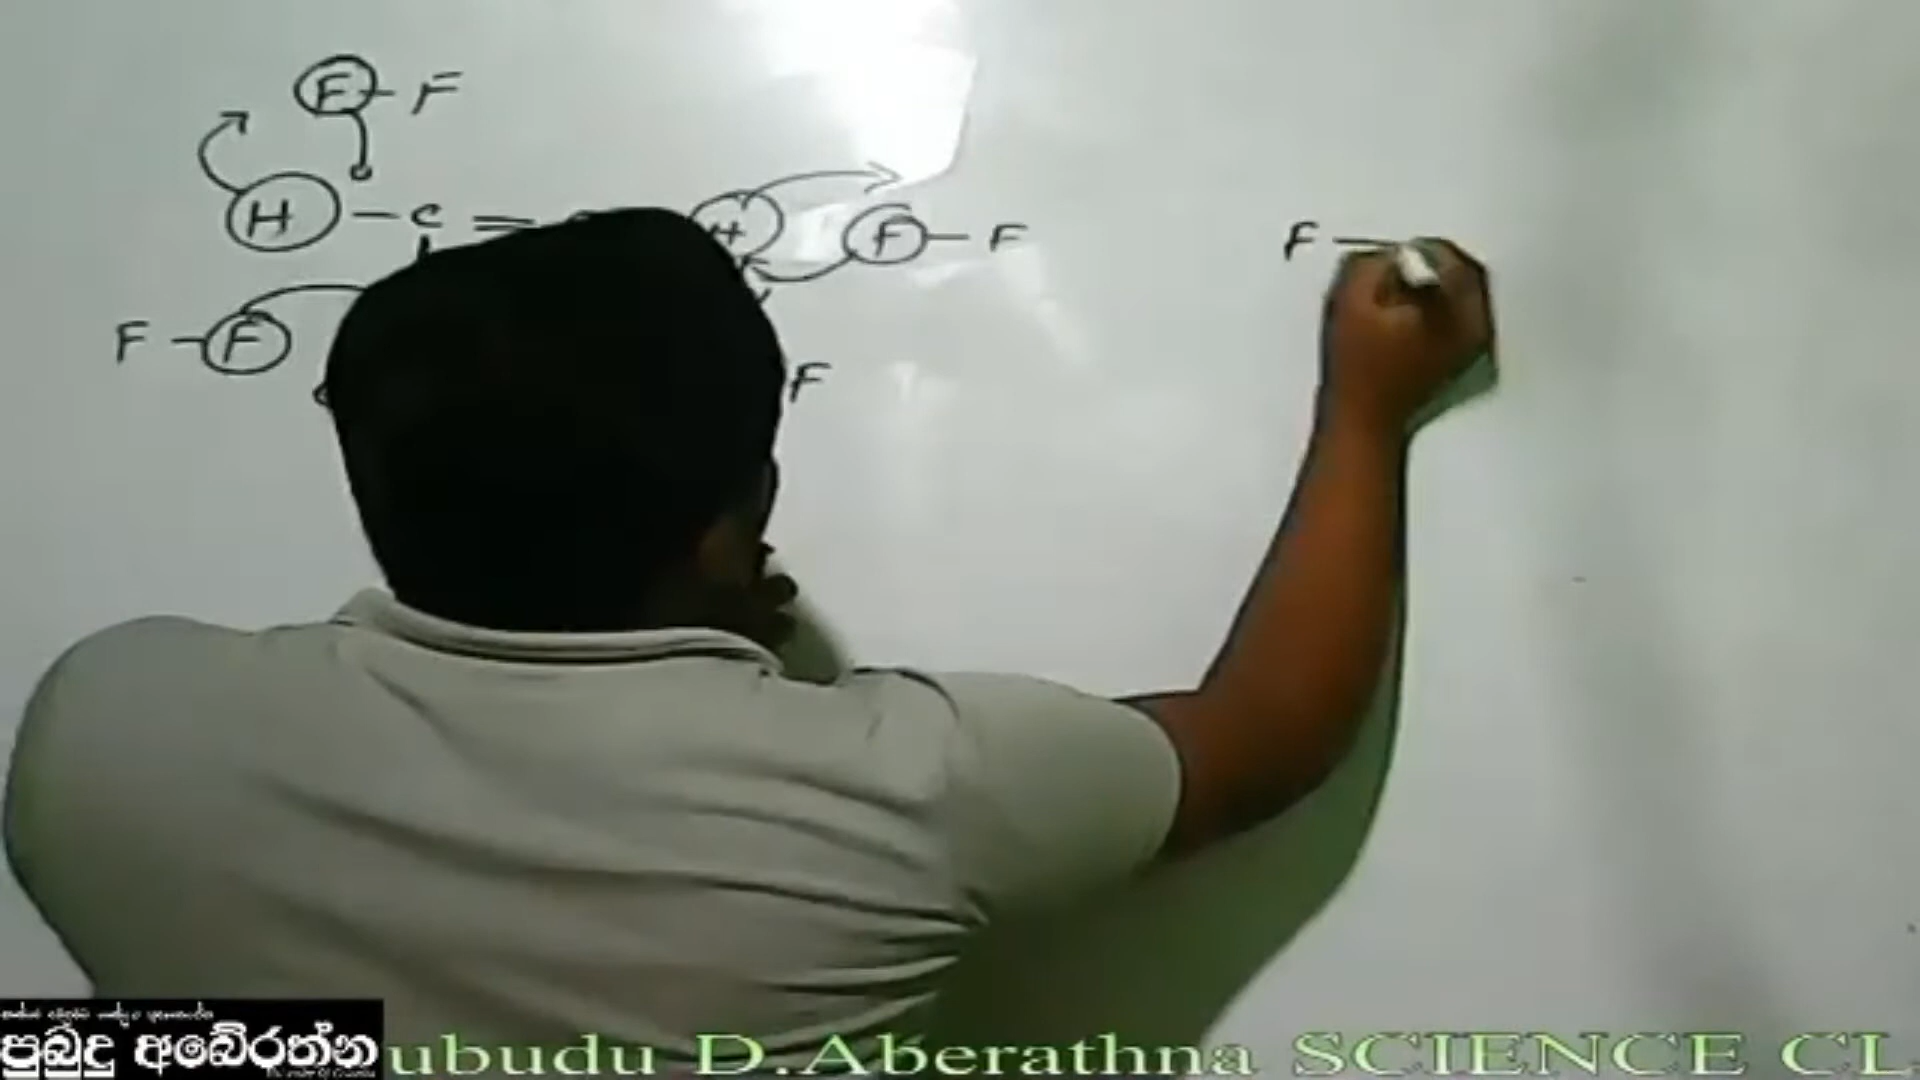 F - F
H - C =
H F - F
F -
F - F
F
පුබුදු අබේරත්න
ubudu D.Aberathna SCIENCE CL